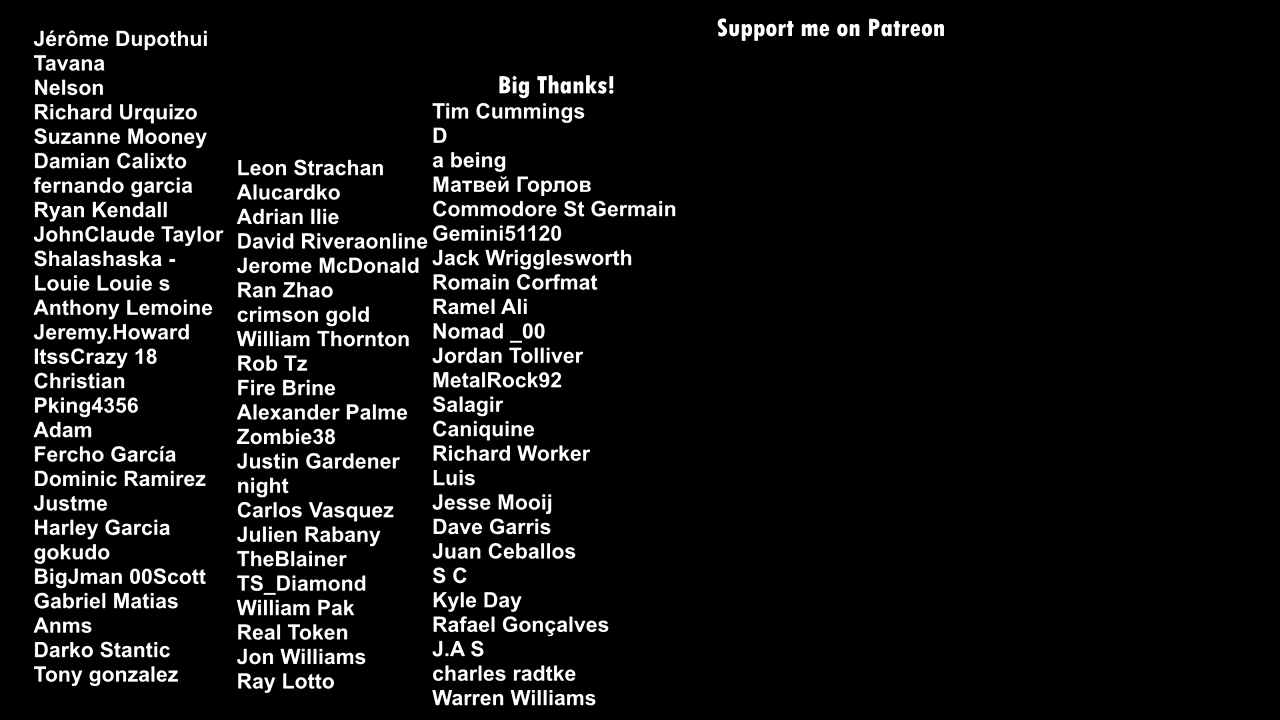 Support me on Patreon
Jérôme Dupothui
Tavana
Nelson
Richard Urquizo
Suzanne Mooney
Damian Calixto
fernando garcia
Ryan Kendall
JohnClaude Taylor
Shalashaska -
Louie Louie s
Anthony Lemoine
Jeremy.Howard
ItssCrazy 18
Christian
Pking4356
Adam
Fercho García
Dominic Ramirez
Justme
Harley Garcia
gokudo
BigJman 00Scott
Gabriel Matias
Anms
Darko Stantic
Tony gonzalez
Leon Strachan
Alucardko
Adrian Ilie
David Riveraonline
Jerome McDonald
Ran Zhao
crimson gold
William Thornton
Rob Tz
Fire Brine
Alexander Palme
Zombie38
Justin Gardener
night
Carlos Vasquez
Julien Rabany
TheBlainer
TS_Diamond
William Pak
Real Token
Jon Williams
Ray Lotto
Big Thanks!
Tim Cummings
D
a being
Матвей Горлов
Commodore St Germain
Gemini51120
Jack Wrigglesworth
Romain Corfmat
Ramel Ali
Nomad _00
Jordan Tolliver
MetalRock92
Salagir
Caniquine
Richard Worker
Luis
Jesse Mooij
Dave Garris
Juan Ceballos
S C
Kyle Day
Rafael Gonçalves
J.A S
charles radtke
Warren Williams